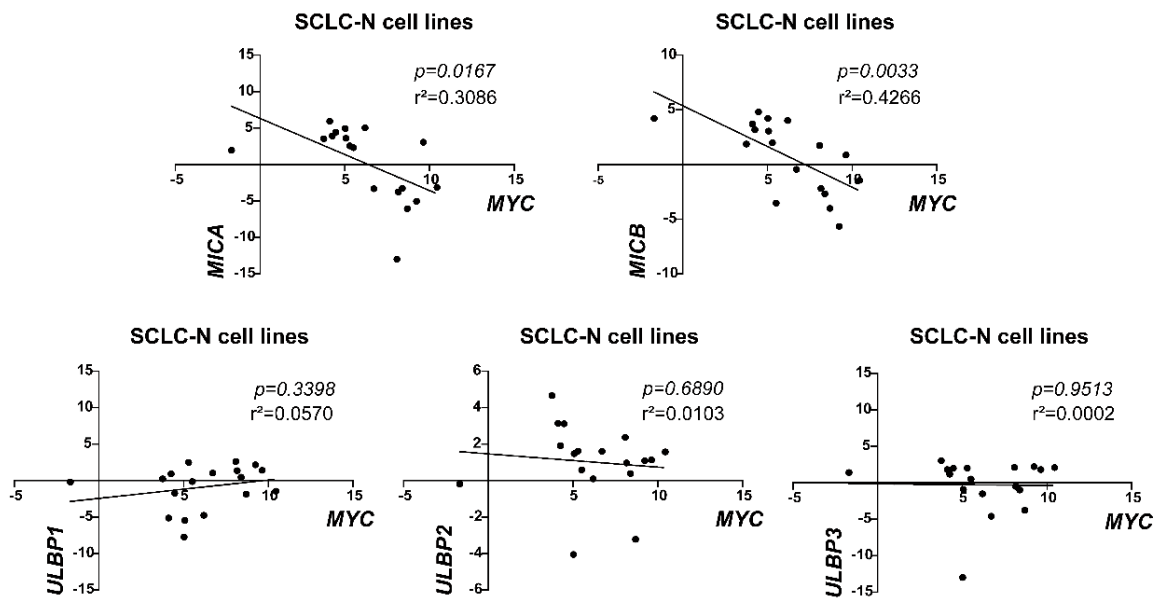 SCLC-N cell lines
SCLC-N cell lines
15
10
5
-5
-10
-15
-5
5
10
15
p=0.0167
r²=0.3086
MICA
MYC
10
5
-5
-10
-5
5
10
15
p=0.0033
r²=0.4266
MICB
MYC
SCLC-N cell lines
SCLC-N cell lines
SCLC-N cell lines
15
10
5
-5
-10
-15
-5
5
10
15
p=0.3398
r²=0.0570
ULBP1
MYC
6
4
2
-2
-4
-6
-5
5
10
15
p=0.6890
r²=0.0103
ULBP2
MYC
15
10
5
-5
-10
-15
-5
5
10
15
p=0.9513
r²=0.0002
ULBP3
MYC